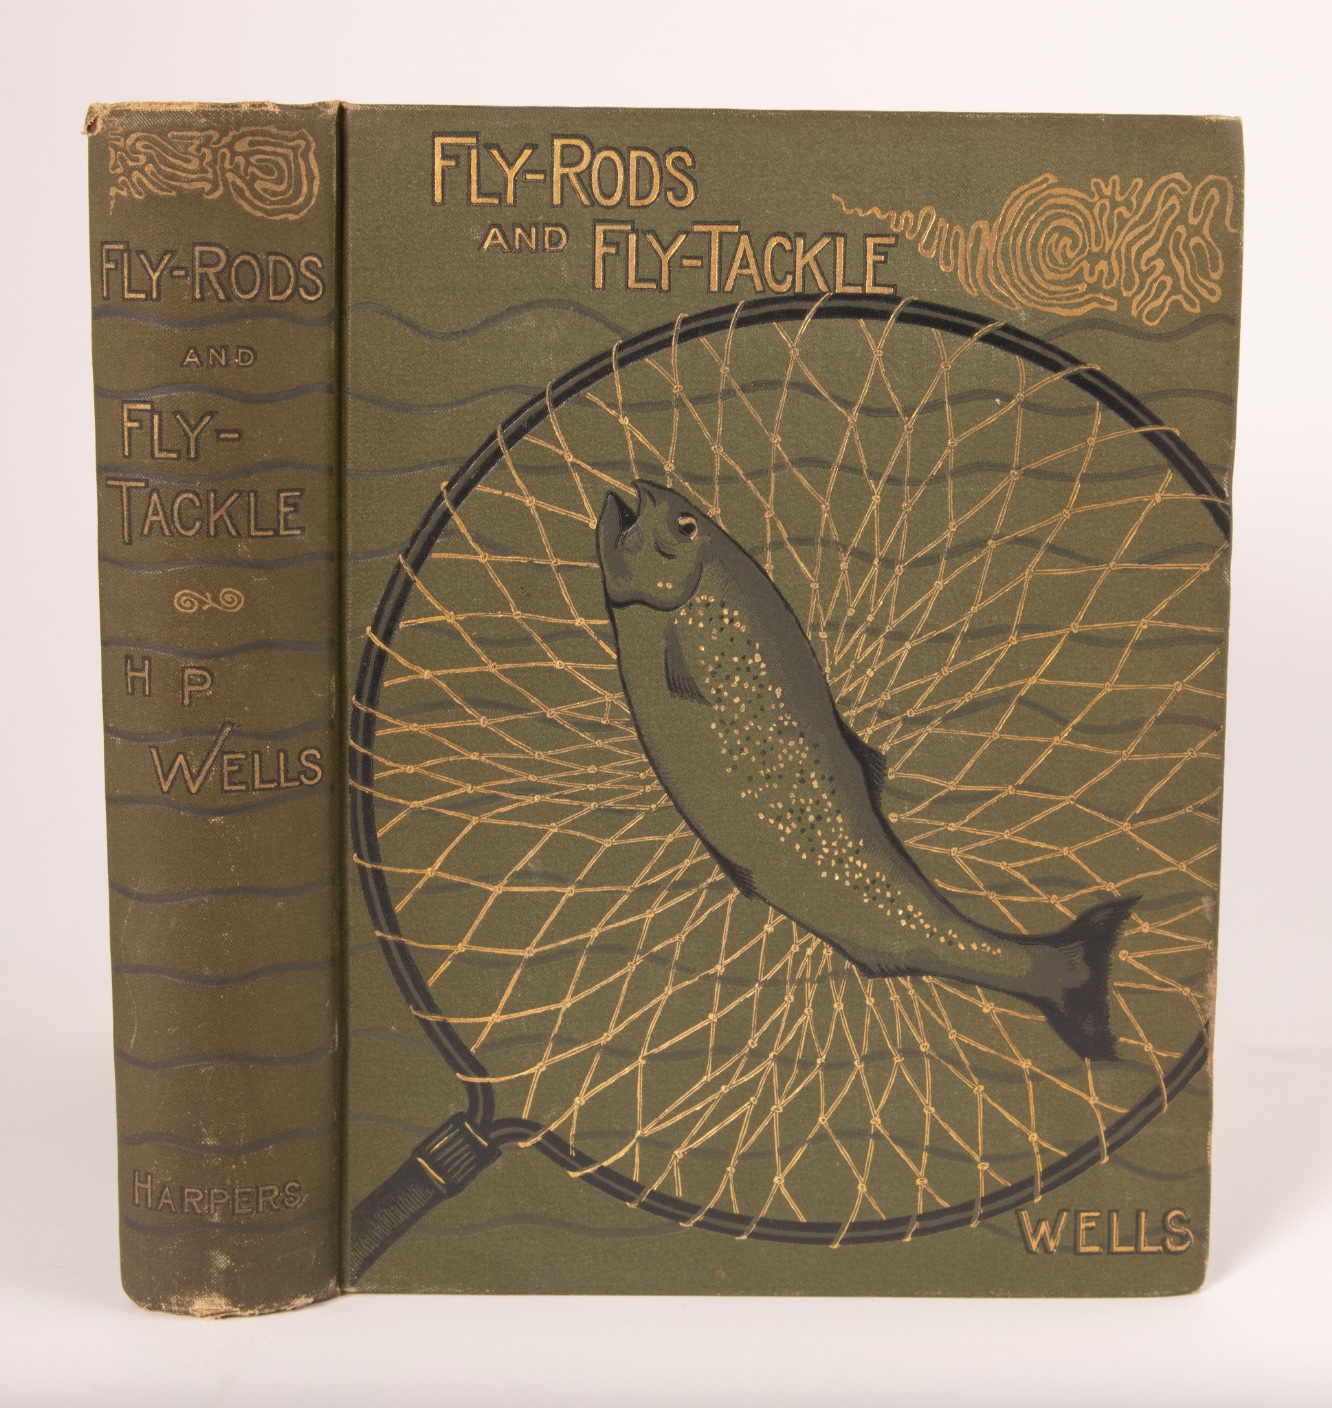 FLY-RODS
AND
FLY-
TACKLE
H P
WELLS
HARPERS
FLY-RODS
AND FLY-TACKLE
WELLS